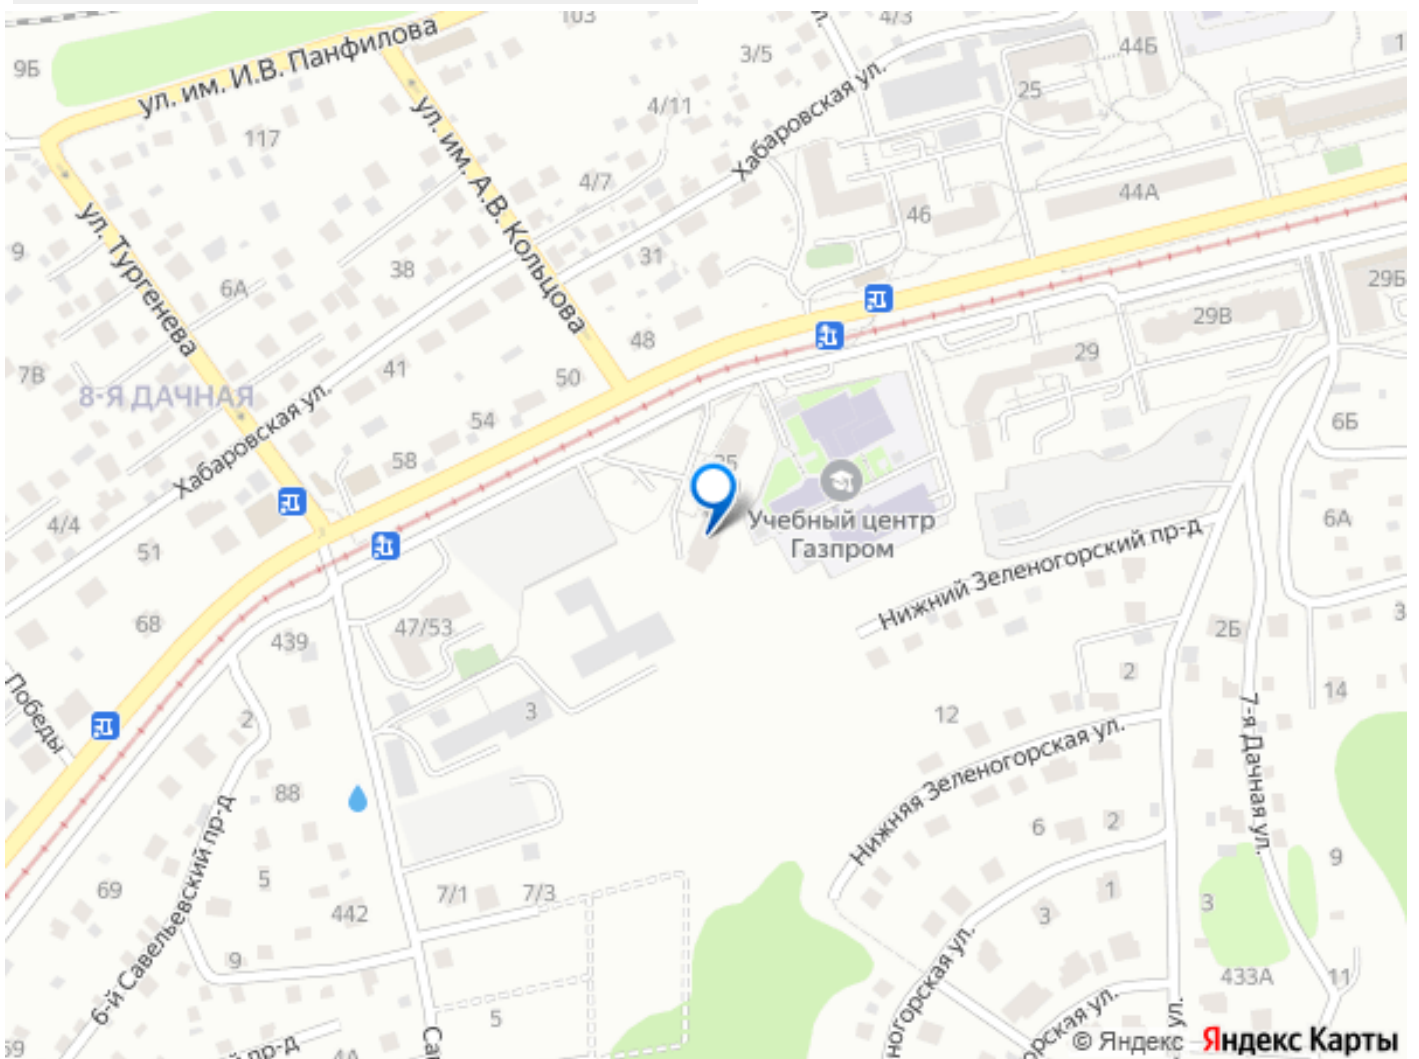 103
4/3
9Б
ул. им. И.В. Панфилова
3/5
44Б
25
4/11
Хабаровская ул.
117
ул. им. А.В. Кольцова
4/7
44А
46
ул. Тургенева
9
31
38
6А
29Б
29В
48
29
7В
41
50
8-Я ДАЧНАЯ
54
6Б
Хабаровская ул.
58
Учебный центр
Газпром
4/4
51
6А
Нижний Зеленогорский пр-д
68
439
47/53
2Б
2
Победы
14
2
3
12
7-я Дачная ул.
Нижняя Зеленогорская ул.
88
6
2
9
6-й Савельевский пр-д
69
5
7/1
7/3
442
3
1
3
9
433А
11
5
© Яндекс
Яндекс Карты